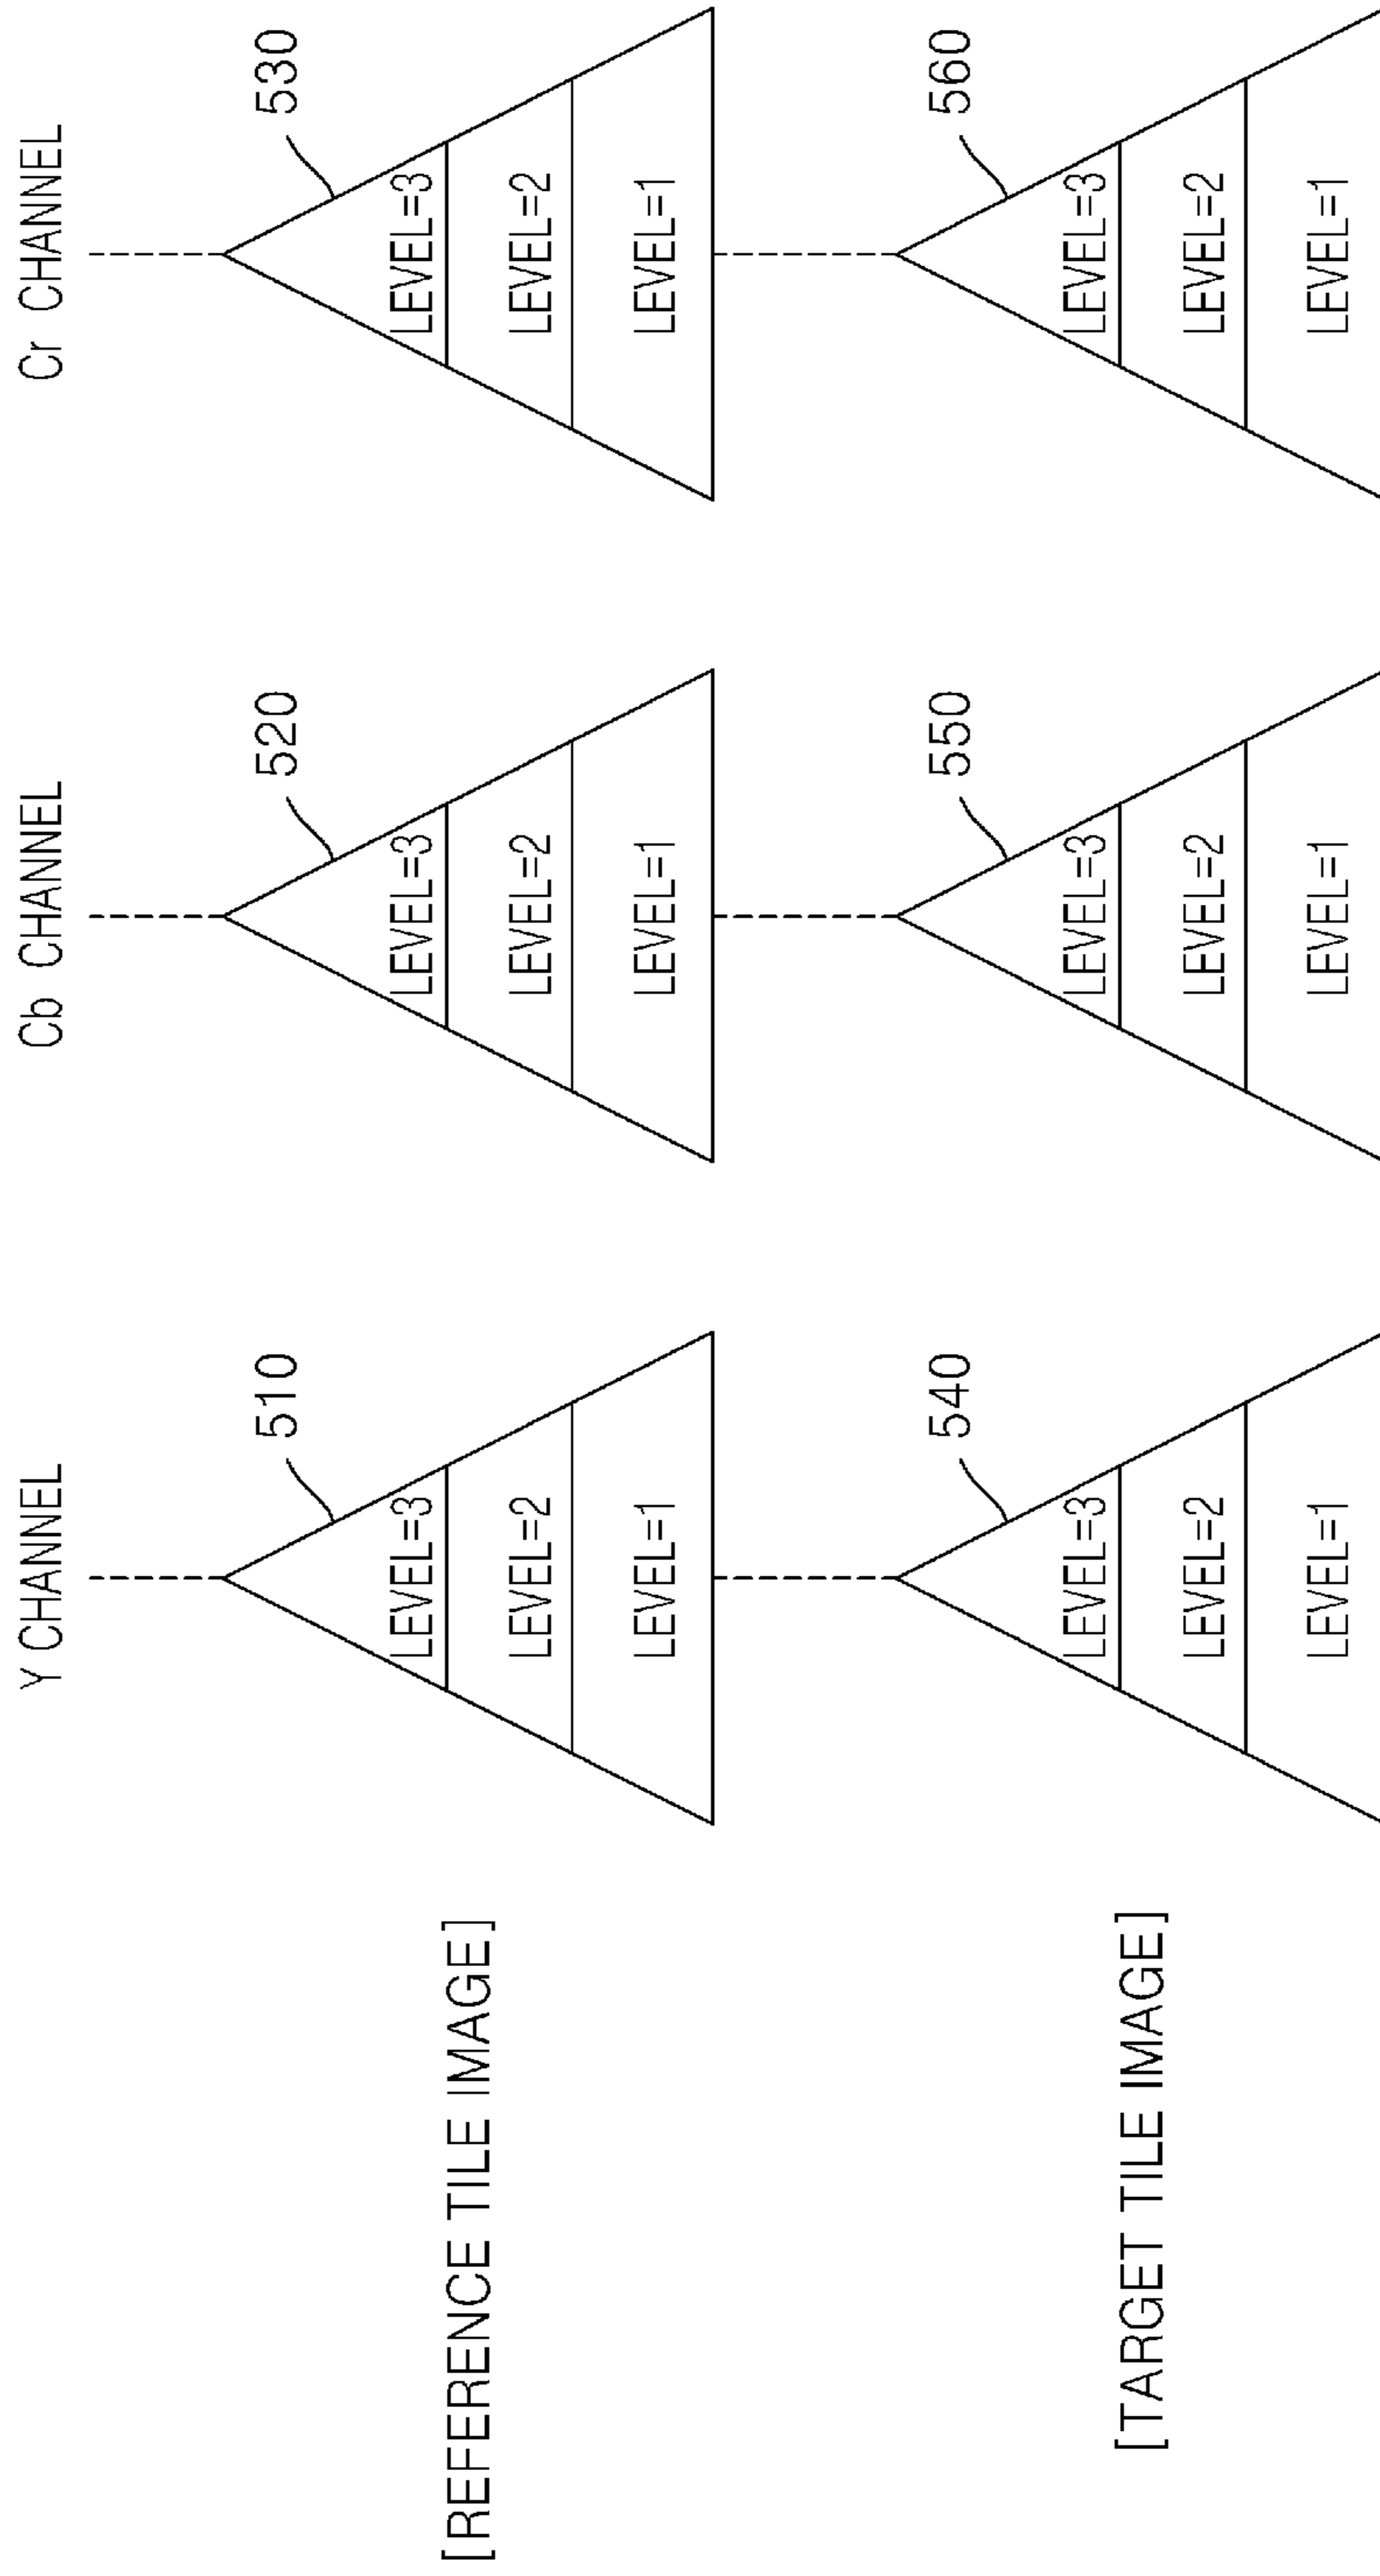 Y CHANNEL
Cb CHANNEL
Cr CHANNEL
[REFERENCE TILE IMAGE]
510
LEVEL=3
LEVEL=2
LEVEL=1
520
LEVEL=3
LEVEL=2
LEVEL=1
530
LEVEL=3
LEVEL=2
LEVEL=1
[TARGET TILE IMAGE]
540
LEVEL=3
LEVEL=2
LEVEL=1
550
LEVEL=3
LEVEL=2
LEVEL=1
560
LEVEL=3
LEVEL=2
LEVEL=1